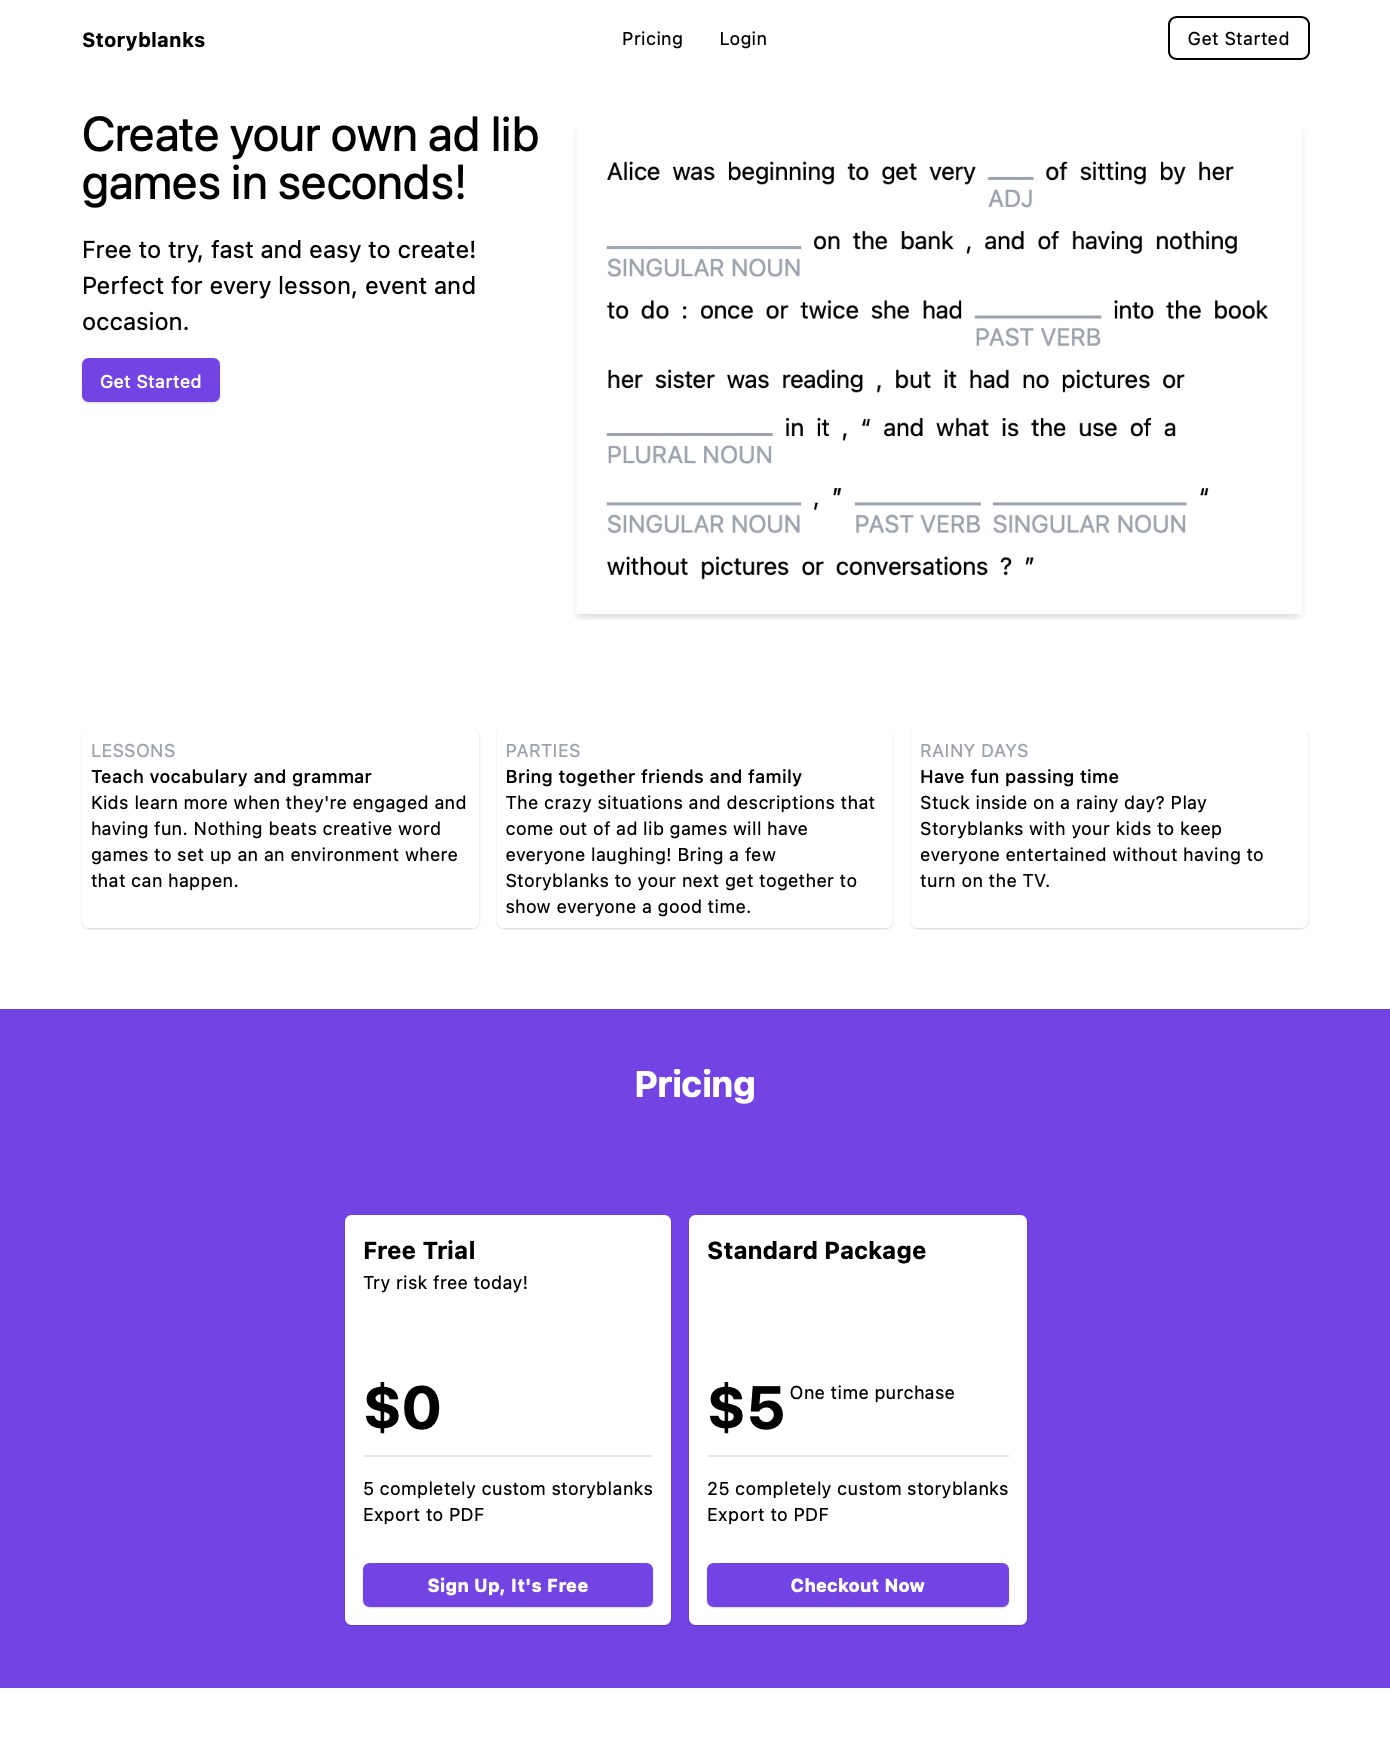 Storyblanks
Pricing
Login
Get Started
Create your own ad lib
games in seconds!
Free to try, fast and easy to create!
Perfect for every lesson, event and
occasion.
Get Started
Alice was beginning to get very ____ of sitting by her
ADJ
____ on the bank , and of having nothing
SINGULAR NOUN
to do : once or twice she had ____ into the book
PAST VERB
her sister was reading , but it had no pictures or
____ in it , “ and what is the use of a
PLURAL NOUN
____ , ” ____ ____ “
SINGULAR NOUN PAST VERB SINGULAR NOUN
without pictures or conversations ? ”
LESSONS
Teach vocabulary and grammar
Kids learn more when they're engaged and
having fun. Nothing beats creative word
games to set up an an environment where
that can happen.
PARTIES
Bring together friends and family
The crazy situations and descriptions that
come out of ad lib games will have
everyone laughing! Bring a few
Storyblanks to your next get together to
show everyone a good time.
RAINY DAYS
Have fun passing time
Stuck inside on a rainy day? Play
Storyblanks with your kids to keep
everyone entertained without having to
turn on the TV.
Pricing
Free Trial
Try risk free today!
$0
5 completely custom storyblanks
Export to PDF
Sign Up, It's Free
Standard Package
$5 One time purchase
25 completely custom storyblanks
Export to PDF
Checkout Now